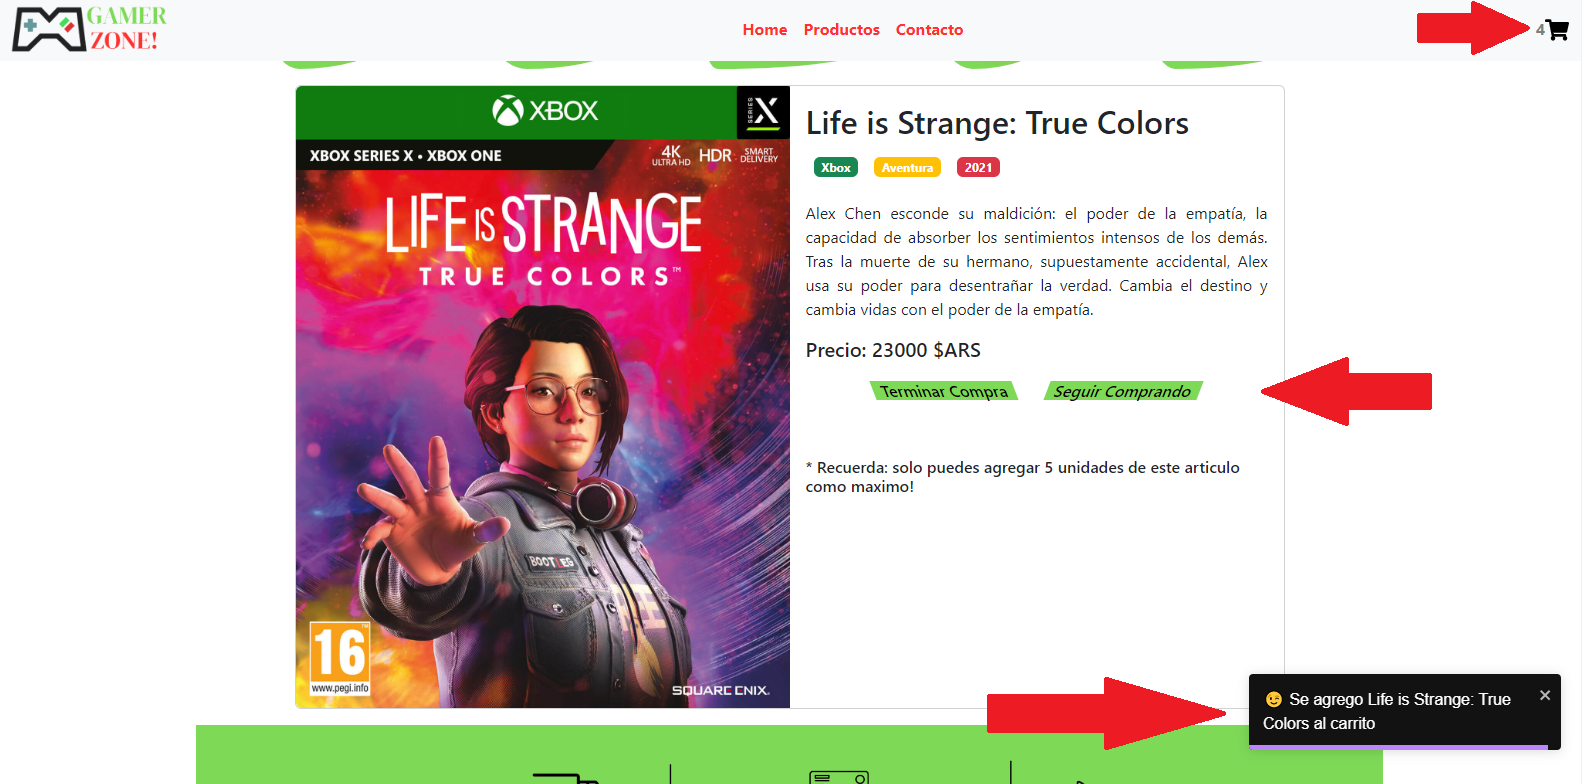 GAMER
ZONE!
Home Productos Contacto
4
XBOX
SERIES X
XBOX SERIES X • XBOX ONE
4K ULTRA HD HDR SMART DELIVERY
LIFE IS STRANGE
TRUE COLORS™
BOOTLEG
16
www.pegi.info
SQUARE ENIX.
Life is Strange: True Colors
Xbox Aventura 2021
Alex Chen esconde su maldición: el poder de la empatía, la
capacidad de absorber los sentimientos intensos de los demás.
Tras la muerte de su hermano, supuestamente accidental, Alex
usa su poder para desentrañar la verdad. Cambia el destino y
cambia vidas con el poder de la empatía.
Precio: 23000 $ARS
Terminar Compra Seguir Comprando
* Recuerda: solo puedes agregar 5 unidades de este articulo
como maximo!
😉 Se agrego Life is Strange: True
Colors al carrito